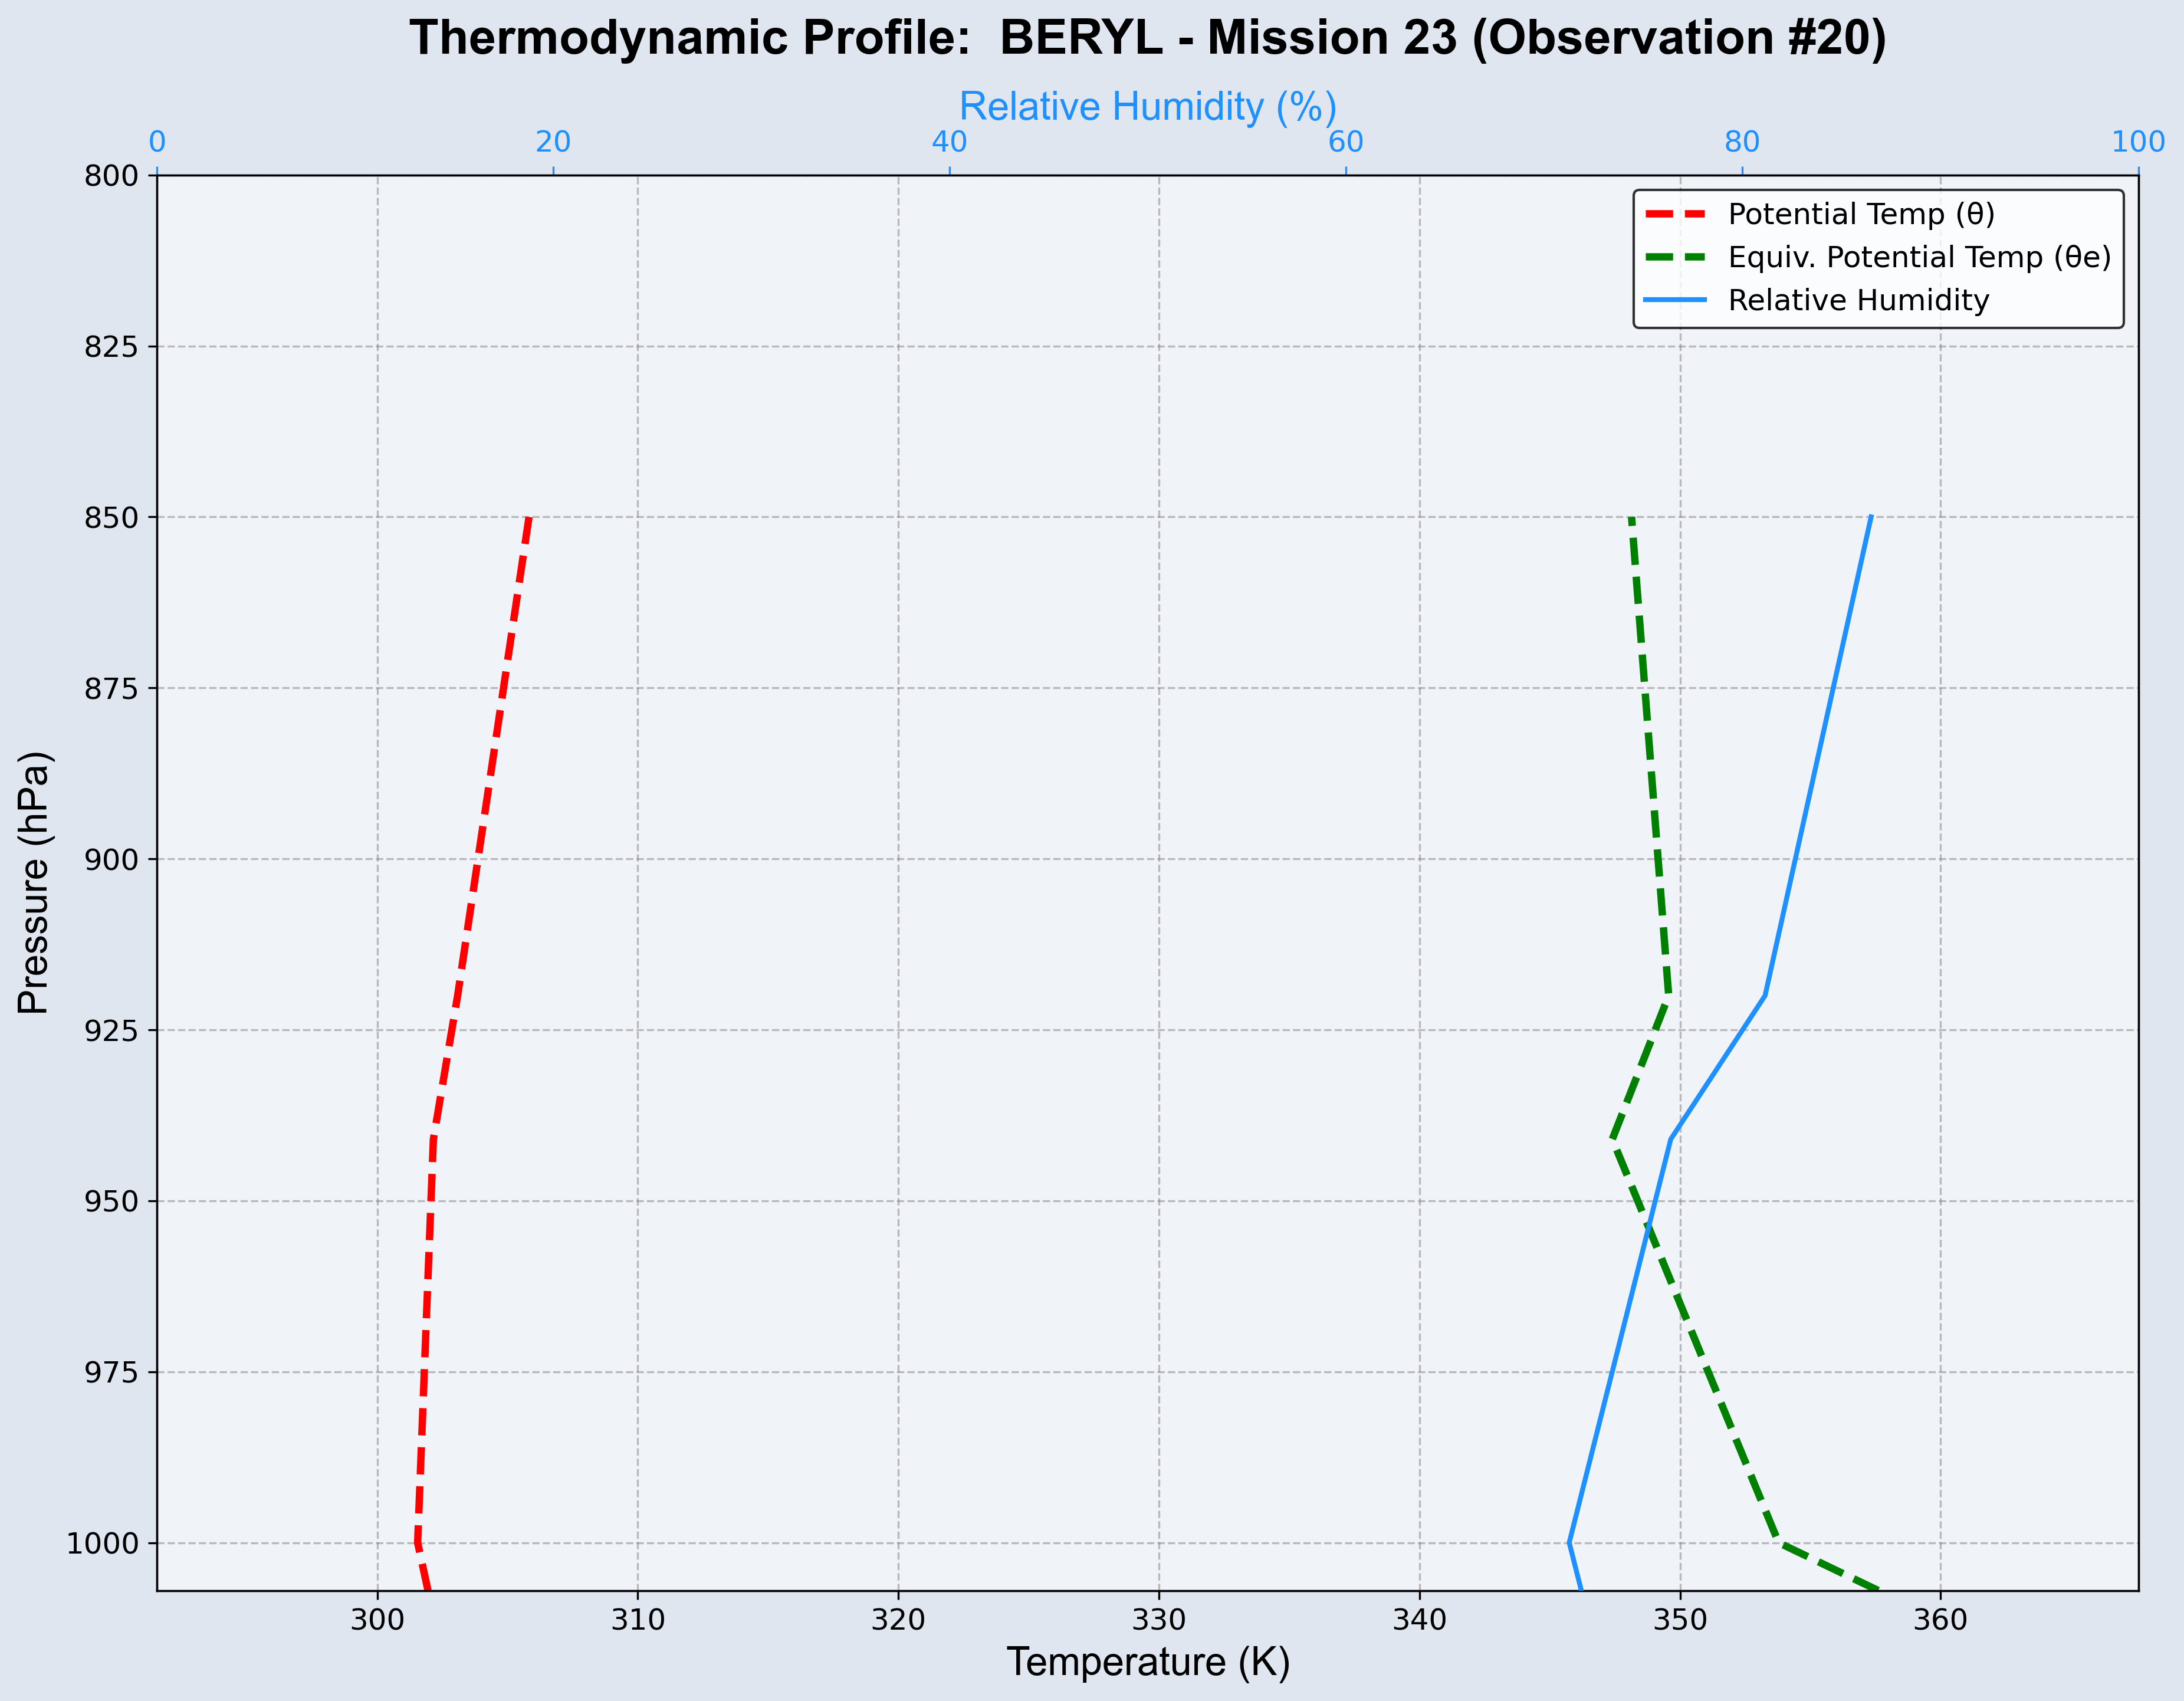 Thermodynamic Profile:  BERYL - Mission 23 (Observation #20)
Relative Humidity (%)
0 20 40 60 80 100
Potential Temp (θ)
Equiv. Potential Temp (θe)
Relative Humidity
800
825
850
875
900
925
950
975
1000
Pressure (hPa)
300 310 320 330 340 350 360
Temperature (K)